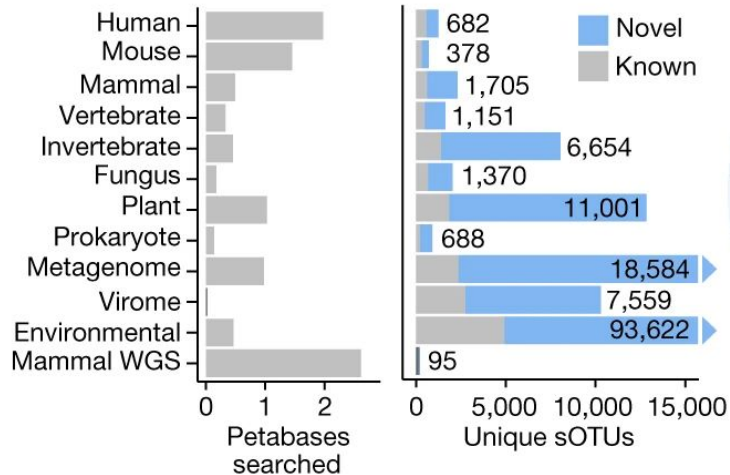 Human
Mouse
Mammal
Vertebrate
Invertebrate
Fungus
Plant
Prokaryote
Metagenome
Virome
Environmental
Mammal WGS
0 1 2
Petabases
searched
682
378
1,705
1,151
6,654
1,370
11,001
688
18,584
7,559
93,622
95
Novel
Known
0 5,000 10,000 15,000
Unique sOTUs